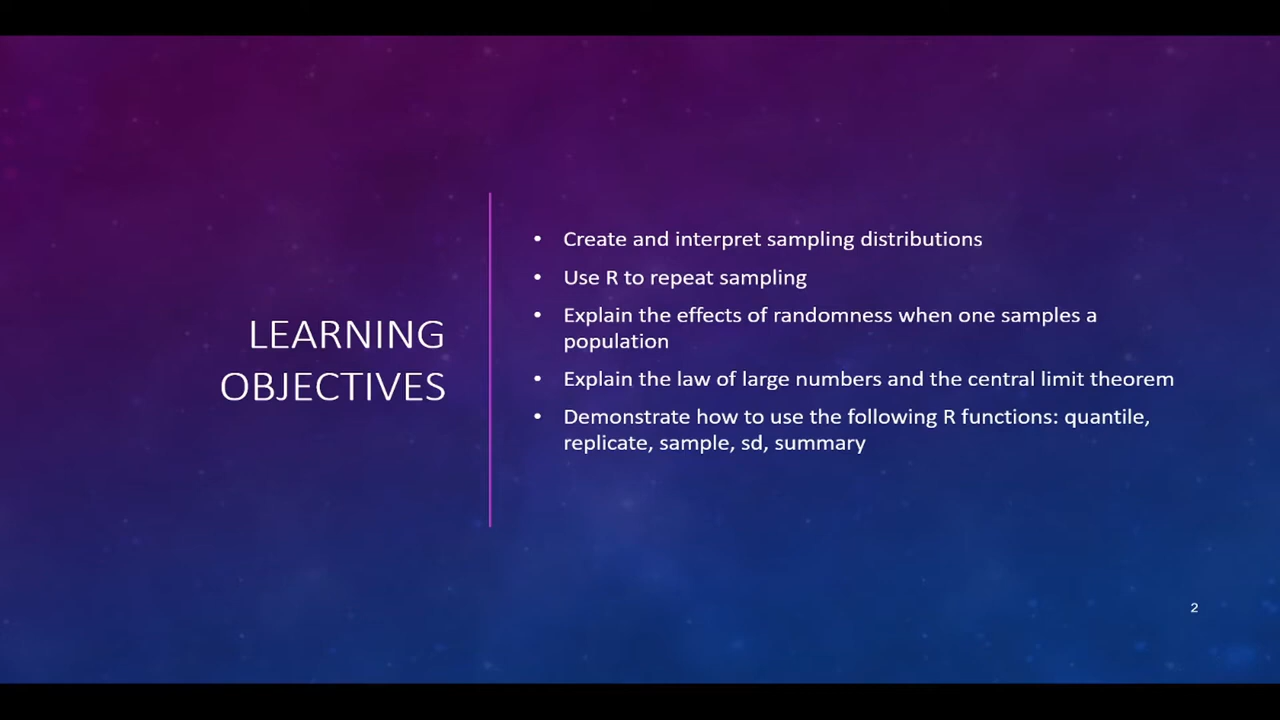 LEARNING
OBJECTIVES
• Create and interpret sampling distributions
• Use R to repeat sampling
• Explain the effects of randomness when one samples a
population
• Explain the law of large numbers and the central limit theorem
• Demonstrate how to use the following R functions: quantile,
replicate, sample, sd, summary
2